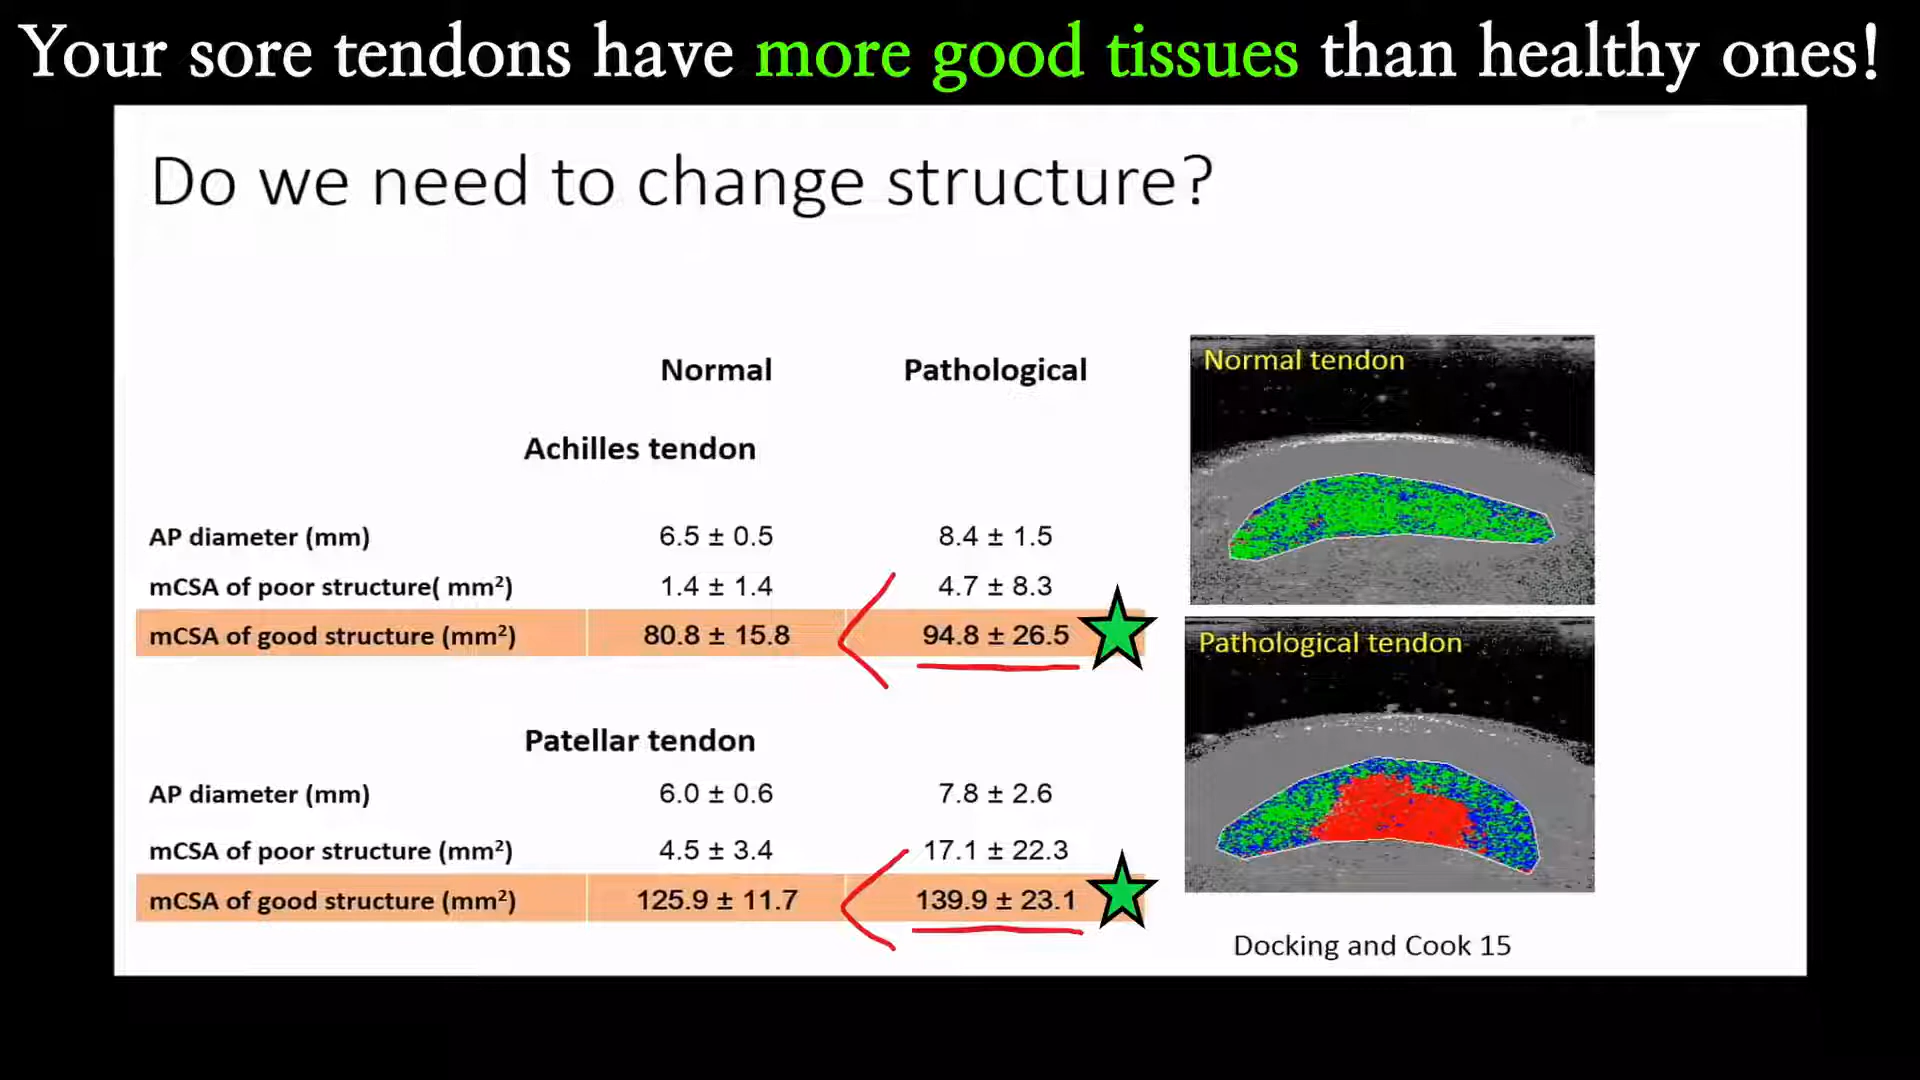 Your sore tendons have more good tissues than healthy ones!
Do we need to change structure?
Normal Pathological
Achilles tendon
AP diameter (mm) 6.5 ± 0.5 8.4 ± 1.5
mCSA of poor structure( mm²) 1.4 ± 1.4 4.7 ± 8.3
mCSA of good structure (mm²) 80.8 ± 15.8 94.8 ± 26.5
Patellar tendon
AP diameter (mm) 6.0 ± 0.6 7.8 ± 2.6
mCSA of poor structure (mm²) 4.5 ± 3.4 17.1 ± 22.3
mCSA of good structure (mm²) 125.9 ± 11.7 139.9 ± 23.1
Normal tendon
Pathological tendon
Docking and Cook 15